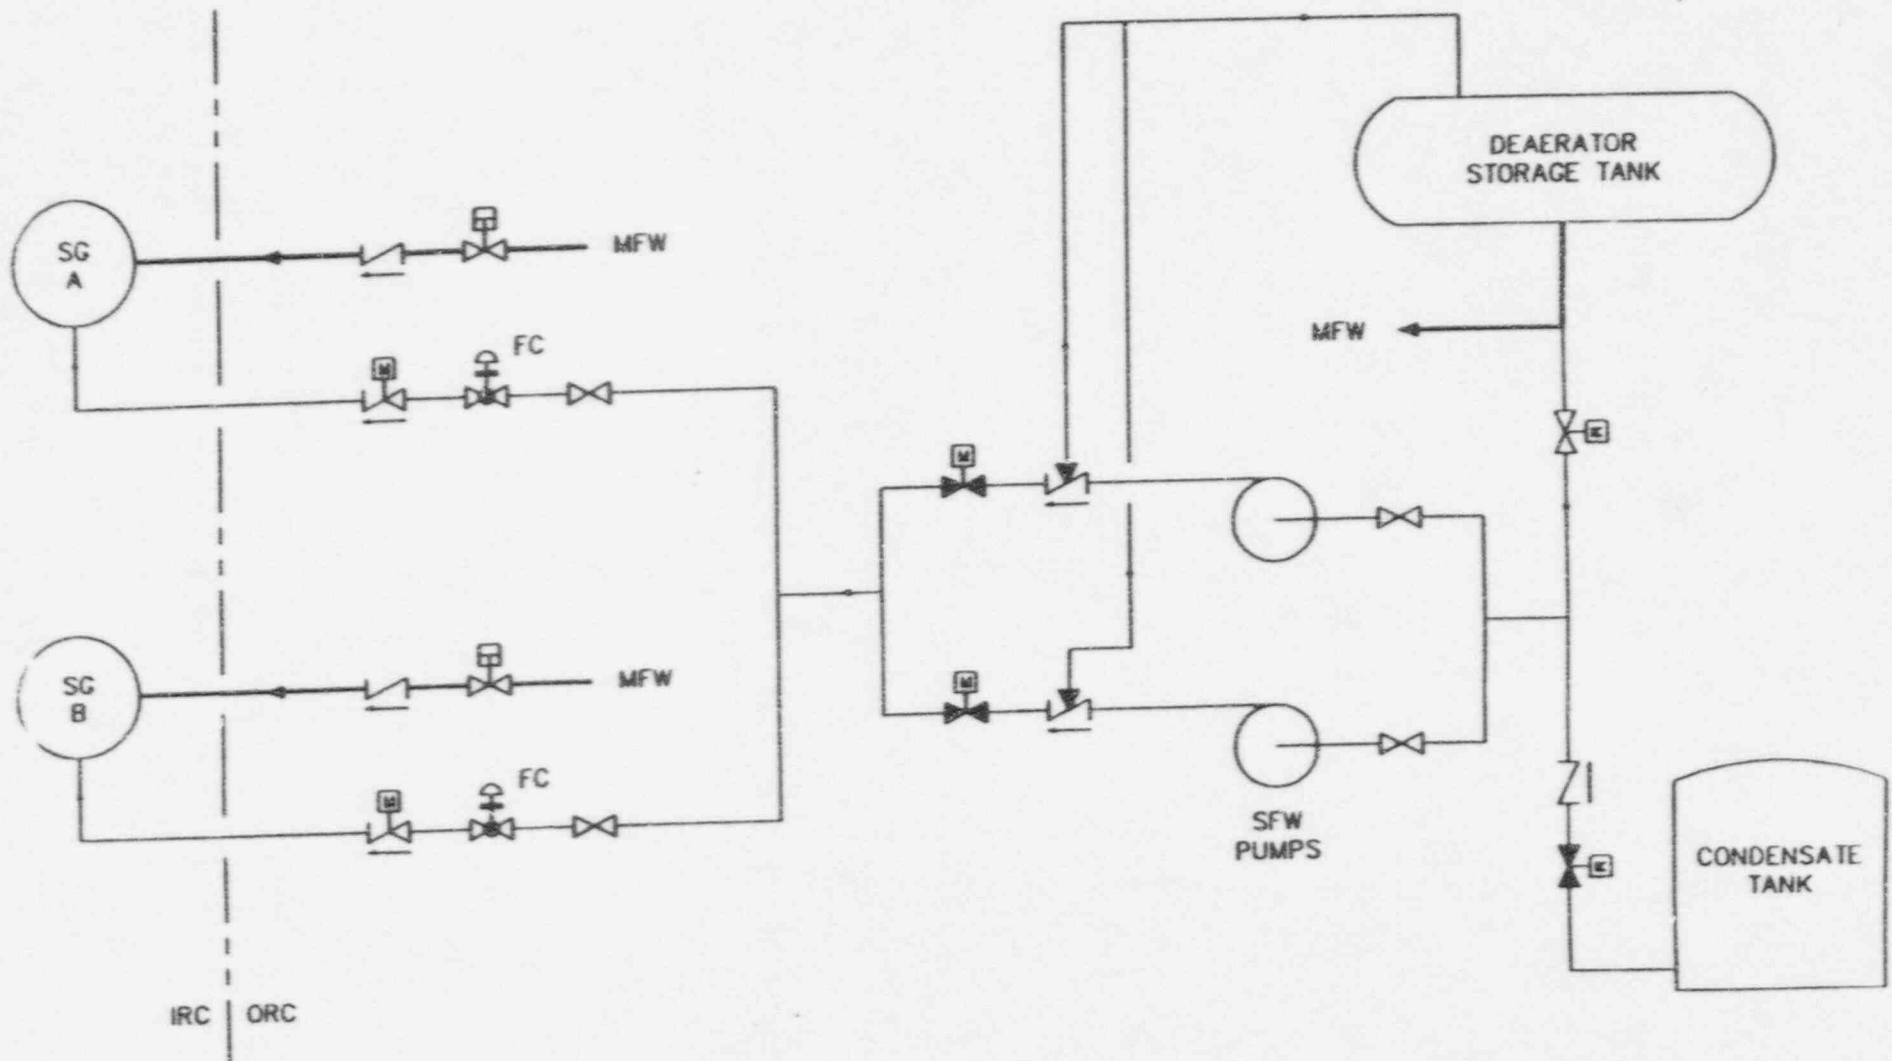 DEAERATOR
STORAGE TANK
SG
A
MFW
MFW
FC
M
M
M
SG
B
MFW
M
FC
M
SFW
PUMPS
M
CONDENSATE
TANK
IRC
ORC